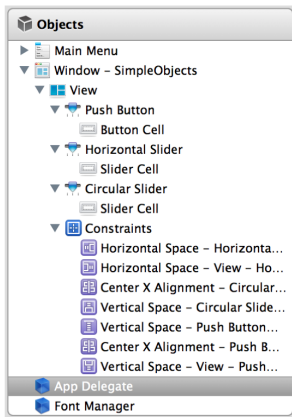 Objects
Main Menu
Window – SimpleObjects
View
Push Button
Button Cell
Horizontal Slider
Slider Cell
Circular Slider
Slider Cell
Constraints
Horizontal Space – Horizonta...
Horizontal Space – View – Ho...
Center X Alignment – Circular...
Vertical Space – Circular Slide...
Vertical Space – Push Button...
Center X Alignment – Push B...
Vertical Space – View – Push...
App Delegate
Font Manager